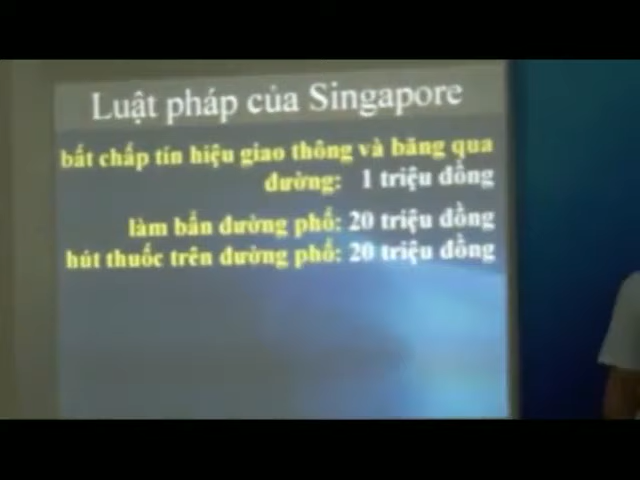 Luật pháp của Singapore
bất chấp tín hiệu giao thông và băng qua
đường: 1 triệu đồng
làm bẩn đường phố: 20 triệu đồng
hút thuốc trên đường phố: 20 triệu đồng